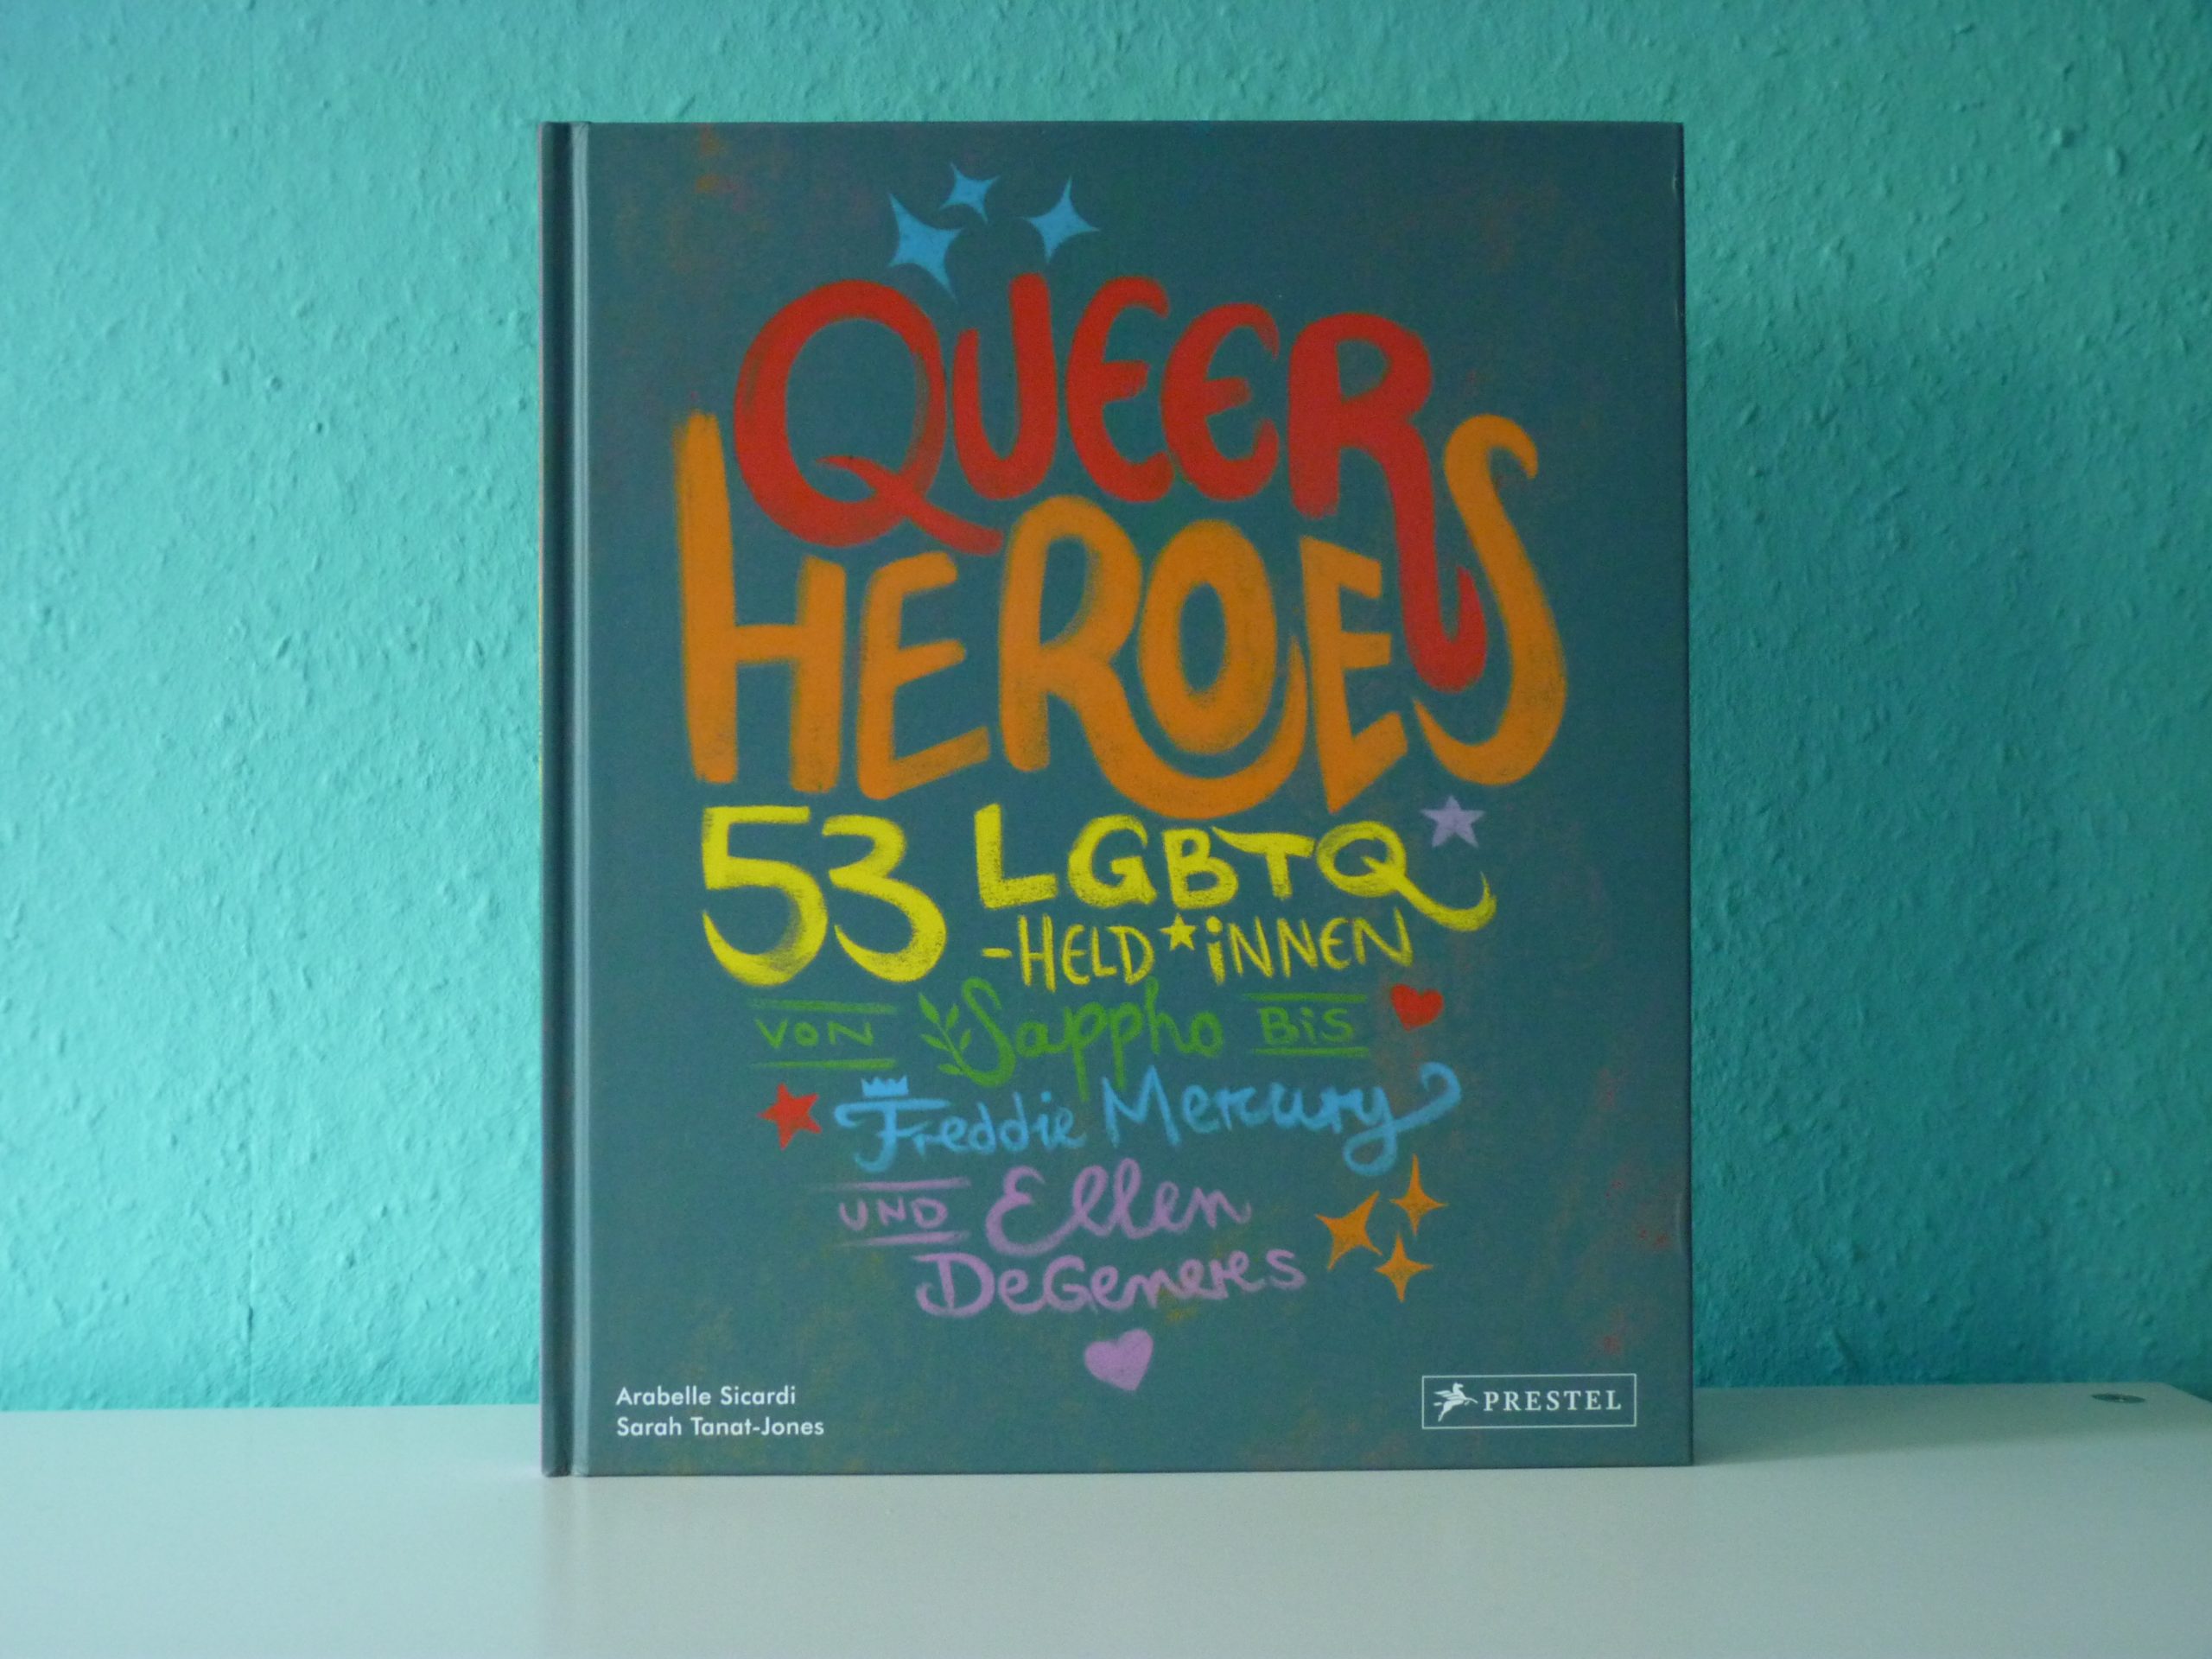 QUEER
HEROES
53 LGBTQ
-HELD*iNNEN
VON Sappho BiS
Freddie Mercury
UND Ellen
DeGeneres
Arabelle Sicardi
Sarah Tanat-Jones
PRESTEL